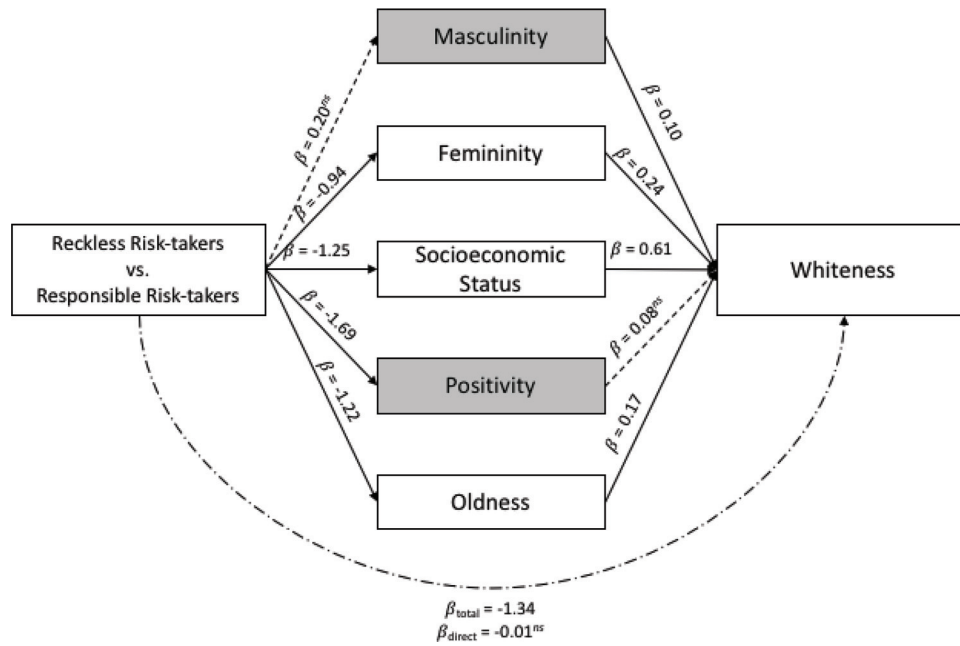 Masculinity
β = 0.20ns
β = 0.10
Femininity
β = -0.94
β = 0.24
Reckless Risk-takers
vs.
Responsible Risk-takers
β = -1.25
Socioeconomic
Status
β = 0.61
Whiteness
β = -1.69
β = 0.08ns
Positivity
β = -1.22
β = 0.17
Oldness
βtotal = -1.34
βdirect = -0.01ns